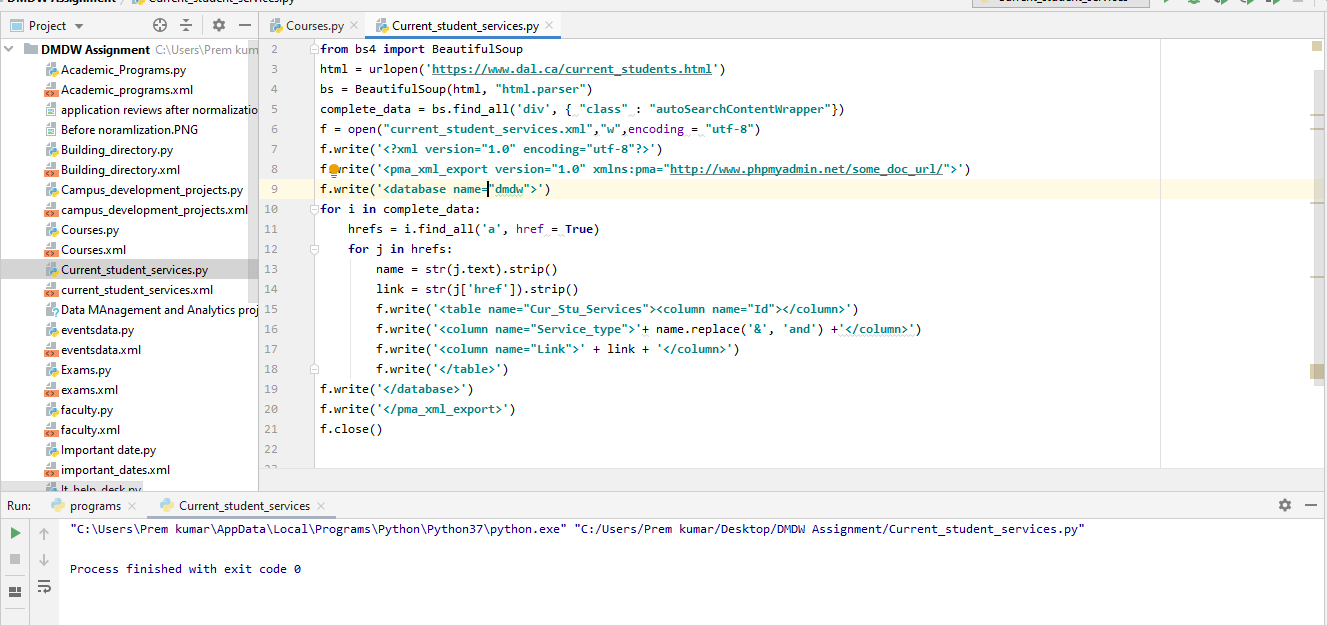 DMDW Assignment Current_student_services.py
Project
Courses.py
Current_student_services.py
DMDW Assignment C:\Users\Prem kum
Academic_Programs.py
Academic_programs.xml
application reviews after normalizatio
Before noramlization.PNG
Building_directory.py
Building_directory.xml
Campus_development_projects.py
campus_development_projects.xml
Courses.py
Courses.xml
Current_student_services.py
current_student_services.xml
Data MAnagement and Analytics proj
eventsdata.py
eventsdata.xml
Exams.py
exams.xml
faculty.py
faculty.xml
Important date.py
important_dates.xml
It_help_desk.py
2 from bs4 import BeautifulSoup
3 html = urlopen('https://www.dal.ca/current_students.html')
4 bs = BeautifulSoup(html, "html.parser")
5 complete_data = bs.find_all('div', { "class" : "autoSearchContentWrapper"})
6 f = open("current_student_services.xml","w",encoding = "utf-8")
7 f.write('<?xml version="1.0" encoding="utf-8"?>')
8 f.write('<pma_xml_export version="1.0" xmlns:pma="http://www.phpmyadmin.net/some_doc_url/">')
9 f.write('<database name="dmdw">')
10 for i in complete_data:
11 hrefs = i.find_all('a', href = True)
12 for j in hrefs:
13 name = str(j.text).strip()
14 link = str(j['href']).strip()
15 f.write('<table name="Cur_Stu_Services"><column name="Id"></column>')
16 f.write('<column name="Service_type">'+ name.replace('&', 'and') +'</column>')
17 f.write('<column name="Link">' + link + '</column>')
18 f.write('</table>')
19 f.write('</database>')
20 f.write('</pma_xml_export>')
21 f.close()
22
23
Run: programs Current_student_services
"C:\Users\Prem kumar\AppData\Local\Programs\Python\Python37\python.exe" "C:/Users/Prem kumar/Desktop/DMDW Assignment/Current_student_services.py"
Process finished with exit code 0